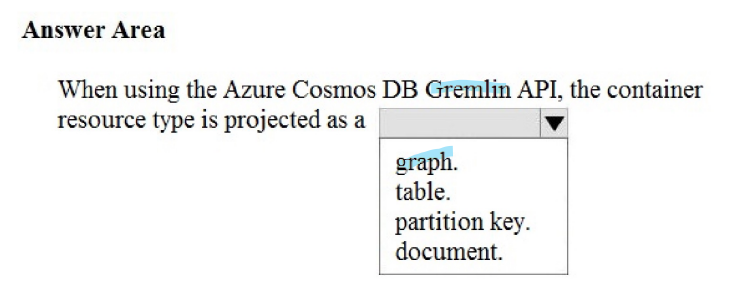 Answer Area
When using the Azure Cosmos DB Gremlin API, the container
resource type is projected as a
graph.
table.
partition key.
document.